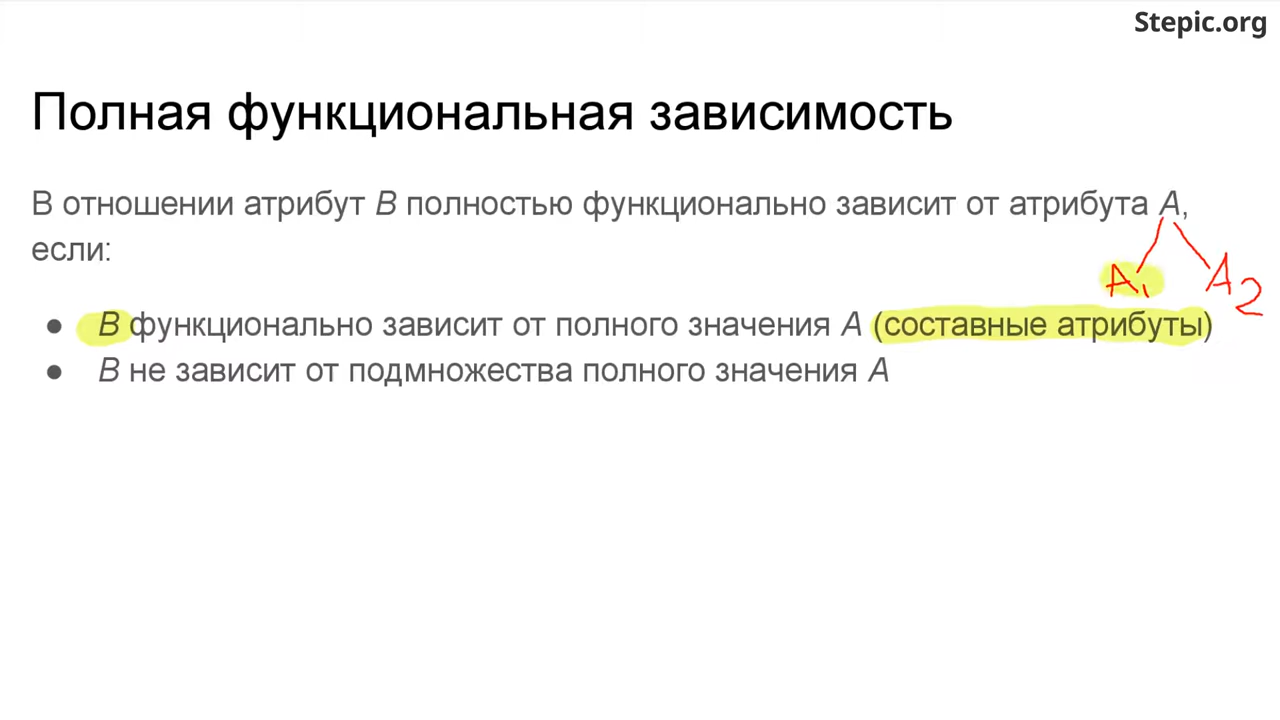 Stepic.org
Полная функциональная зависимость
В отношении атрибут B полностью функционально зависит от атрибута A,
если:
A1 A2
● B функционально зависит от полного значения A (составные атрибуты)
● B не зависит от подмножества полного значения A